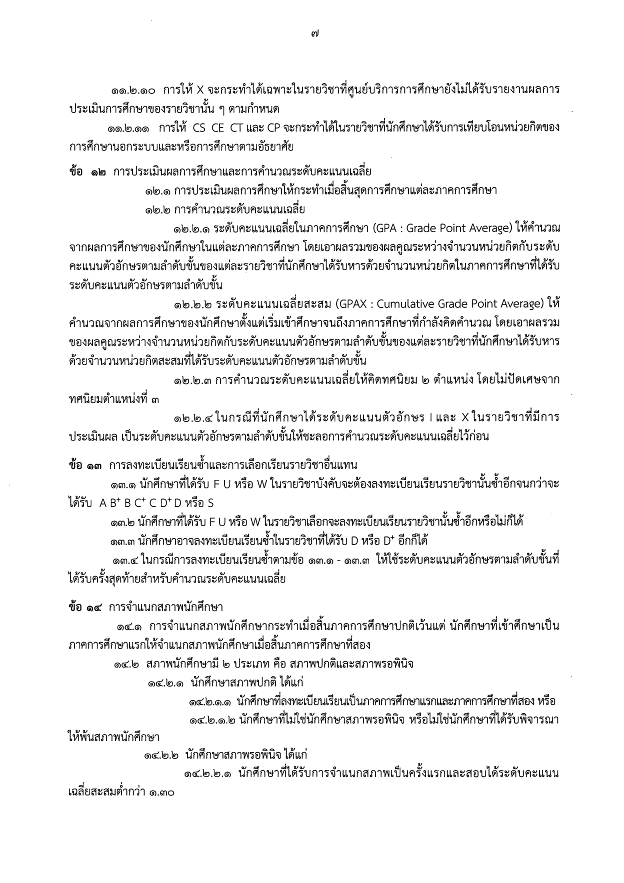 ๗
๑๑.๒.๑๐ การให้ X จะกระทำได้เฉพาะในรายวิชาที่ศูนย์บริการการศึกษายังไม่ได้รับรายงานผลการ
ประเมินการศึกษาของรายวิชานั้น ๆ ตามกำหนด
๑๑.๒.๑๑ การให้ CS CE CT และ CP จะกระทำได้ในรายวิชาที่นักศึกษาได้รับการเทียบโอนหน่วยกิตของ
การศึกษานอกระบบและหรือการศึกษาตามอัธยาศัย
ข้อ ๑๒ การประเมินผลการศึกษาและการคำนวณระดับคะแนนเฉลี่ย
๑๒.๑ การประเมินผลการศึกษาให้กระทำเมื่อสิ้นสุดการศึกษาแต่ละภาคการศึกษา
๑๒.๒ การคำนวณระดับคะแนนเฉลี่ย
๑๒.๒.๑ ระดับคะแนนเฉลี่ยในภาคการศึกษา (GPA : Grade Point Average) ให้คำนวณ
จากผลการศึกษาของนักศึกษาในแต่ละภาคการศึกษา โดยเอาผลรวมของผลคูณระหว่างจำนวนหน่วยกิตกับระดับ
คะแนนตัวอักษรตามลำดับขั้นของแต่ละรายวิชาที่นักศึกษาได้รับหารด้วยจำนวนหน่วยกิตในภาคการศึกษาที่ได้รับ
ระดับคะแนนตัวอักษรตามลำดับขั้น
๑๒.๒.๒ ระดับคะแนนเฉลี่ยสะสม (GPAX : Cumulative Grade Point Average) ให้
คำนวณจากผลการศึกษาของนักศึกษาตั้งแต่เริ่มเข้าศึกษาจนถึงภาคการศึกษาที่กำลังคิดคำนวณ โดยเอาผลรวม
ของผลคูณระหว่างจำนวนหน่วยกิตกับระดับคะแนนตัวอักษรตามลำดับขั้นของแต่ละรายวิชาที่นักศึกษาได้รับหาร
ด้วยจำนวนหน่วยกิตสะสมที่ได้รับระดับคะแนนตัวอักษรตามลำดับขั้น
๑๒.๒.๓ การคำนวณระดับคะแนนเฉลี่ยให้คิดทศนิยม ๒ ตำแหน่ง โดยไม่ปัดเศษจาก
ทศนิยมตำแหน่งที่ ๓
๑๒.๒.๔ ในกรณีที่นักศึกษาได้ระดับคะแนนตัวอักษร I และ X ในรายวิชาที่มีการ
ประเมินผล เป็นระดับคะแนนตัวอักษรตามลำดับขั้นให้ชะลอการคำนวณระดับคะแนนเฉลี่ยไว้ก่อน
ข้อ ๑๓ การลงทะเบียนเรียนซ้ำและการเลือกเรียนรายวิชาอื่นแทน
๑๓.๑ นักศึกษาที่ได้รับ F U หรือ W ในรายวิชาบังคับจะต้องลงทะเบียนเรียนรายวิชานั้นซ้ำอีกจนกว่าจะ
ได้รับ A B⁺ B C⁺ C D⁺ D หรือ S
๑๓.๒ นักศึกษาที่ได้รับ F U หรือ W ในรายวิชาเลือกจะลงทะเบียนเรียนรายวิชานั้นซ้ำอีกหรือไม่ก็ได้
๑๓.๓ นักศึกษาอาจลงทะเบียนเรียนซ้ำในรายวิชาที่ได้รับ D หรือ D⁺ อีกก็ได้
๑๓.๔ ในกรณีการลงทะเบียนเรียนซ้ำตามข้อ ๑๓.๑ - ๑๓.๓ ให้ใช้ระดับคะแนนตัวอักษรตามลำดับขั้นที่
ได้รับครั้งสุดท้ายสำหรับคำนวณระดับคะแนนเฉลี่ย
ข้อ ๑๔ การจำแนกสภาพนักศึกษา
๑๔.๑ การจำแนกสภาพนักศึกษากระทำเมื่อสิ้นภาคการศึกษาปกติเว้นแต่ นักศึกษาที่เข้าศึกษาเป็น
ภาคการศึกษาแรกให้จำแนกสภาพนักศึกษาเมื่อสิ้นภาคการศึกษาที่สอง
๑๔.๒ สภาพนักศึกษามี ๒ ประเภท คือ สภาพปกติและสภาพรอพินิจ
๑๔.๒.๑ นักศึกษาสภาพปกติ ได้แก่
๑๔.๒.๑.๑ นักศึกษาที่ลงทะเบียนเรียนเป็นภาคการศึกษาแรกและภาคการศึกษาที่สอง หรือ
๑๔.๒.๑.๒ นักศึกษาที่ไม่ใช่นักศึกษาสภาพรอพินิจ หรือไม่ใช่นักศึกษาที่ได้รับพิจารณา
ให้พ้นสภาพนักศึกษา
๑๔.๒.๒ นักศึกษาสภาพรอพินิจ ได้แก่
๑๔.๒.๒.๑ นักศึกษาที่ได้รับการจำแนกสภาพเป็นครั้งแรกและสอบได้ระดับคะแนน
เฉลี่ยสะสมต่ำกว่า ๑.๓๐